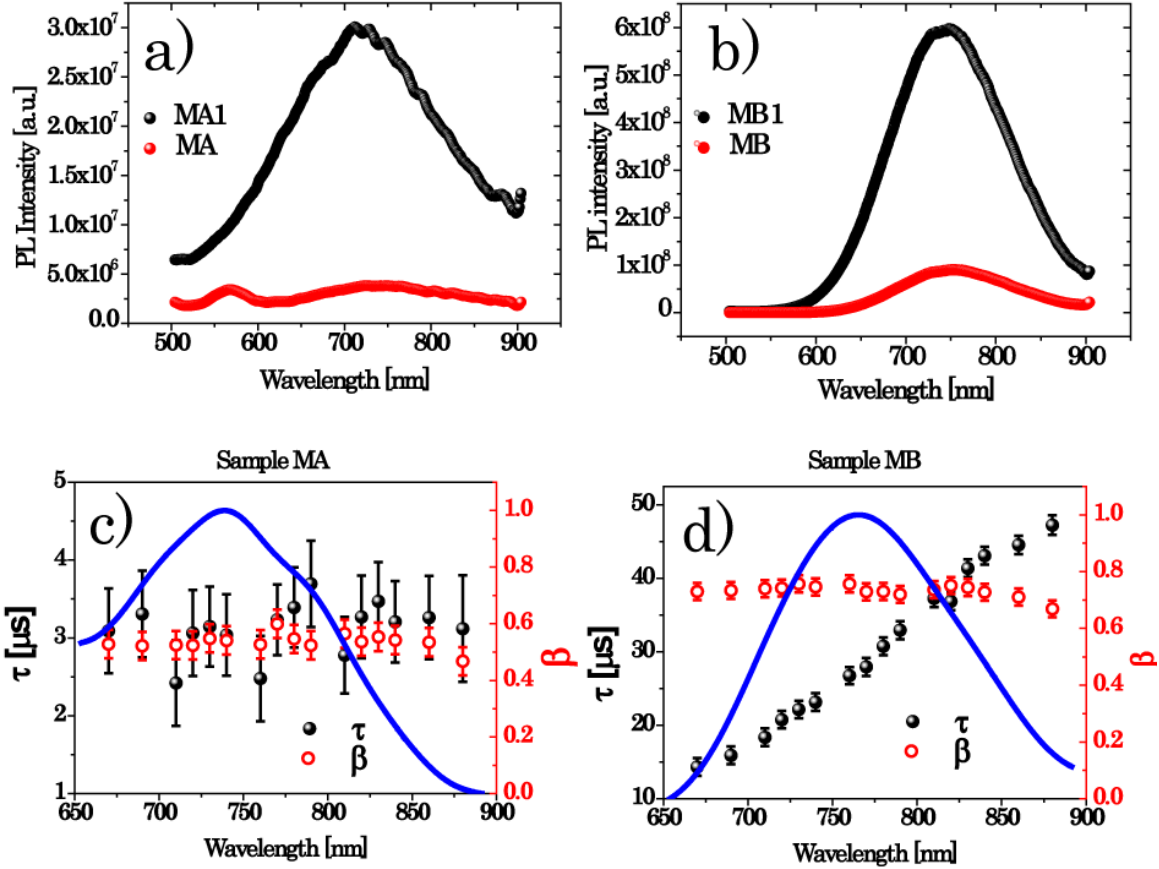 a)
PL Intensity [a.u.]
3.0x10⁷
2.5x10⁷
2.0x10⁷
1.5x10⁷
1.0x10⁷
5.0x10⁶
0.0
MA1
MA
500 600 700 800 900
Wavelength [nm]
b)
PL intensity [a.u.]
6x10⁸
5x10⁸
4x10⁸
3x10⁸
2x10⁸
1x10⁸
0
MB1
MB
500 600 700 800 900
Wavelength [nm]
Sample MA
c)
τ [µs]
5
4
3
2
1
τ
β
1.0
0.8
0.6
0.4
0.2
0.0
β
650 700 750 800 850 900
Wavelength [nm]
Sample MB
d)
τ [µs]
50
40
30
20
10
τ
β
1.0
0.8
0.6
0.4
0.2
0.0
β
650 700 750 800 850 900
Wavelength [nm]